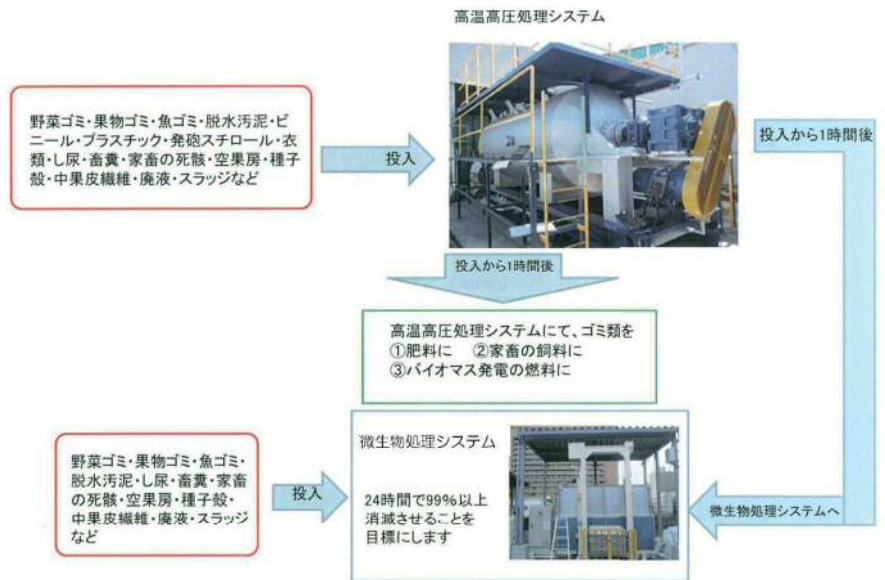 高温高圧処理システム
野菜ゴミ・果物ゴミ・魚ゴミ・脱水汚泥・ビ
ニール・プラスチック・発砲スチロール・衣
類・し尿・畜糞・家畜の死骸・空果房・種子
殻・中果皮繊維・廃液・スラッジなど
投入
投入から1時間後
投入から1時間後
高温高圧処理システムにて、ゴミ類を
①肥料に ②家畜の飼料に
③バイオマス発電の燃料に
野菜ゴミ・果物ゴミ・魚ゴミ・
脱水汚泥・し尿・畜糞・家畜
の死骸・空果房・種子殻・
中果皮繊維・廃液・スラッジ
など
投入
微生物処理システム
24時間で99%以上
消滅させることを
目標にします
微生物処理システムへ